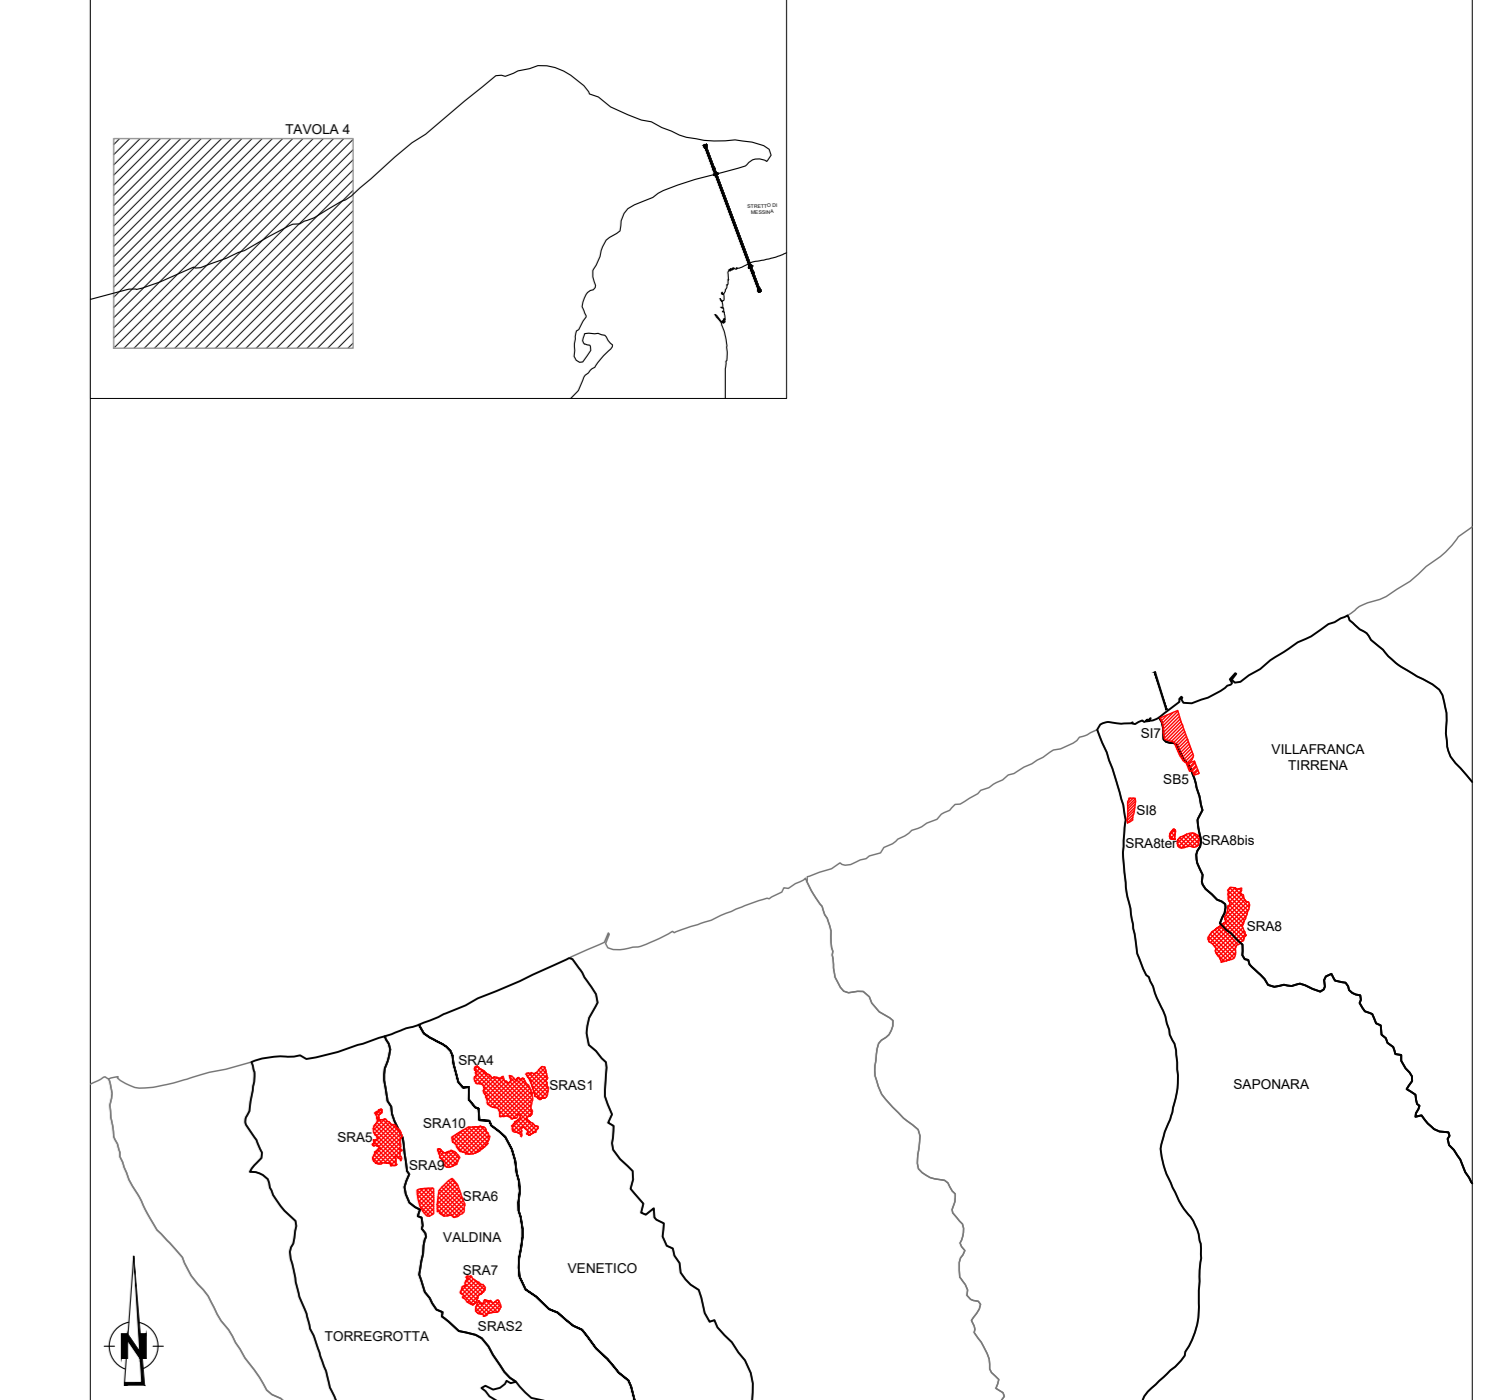 TAVOLA 4
STRETTO DI
MESSINA
SI7
VILLAFRANCA
TIRRENA
SB5
SI8
SRA8ter
SRA8bis
SRA8
SRA4
SRAS1
SAPONARA
SRA10
SRA5
SRA9
SRA6
VALDINA
VENETICO
SRA7
SRAS2
TORREGROTTA
N